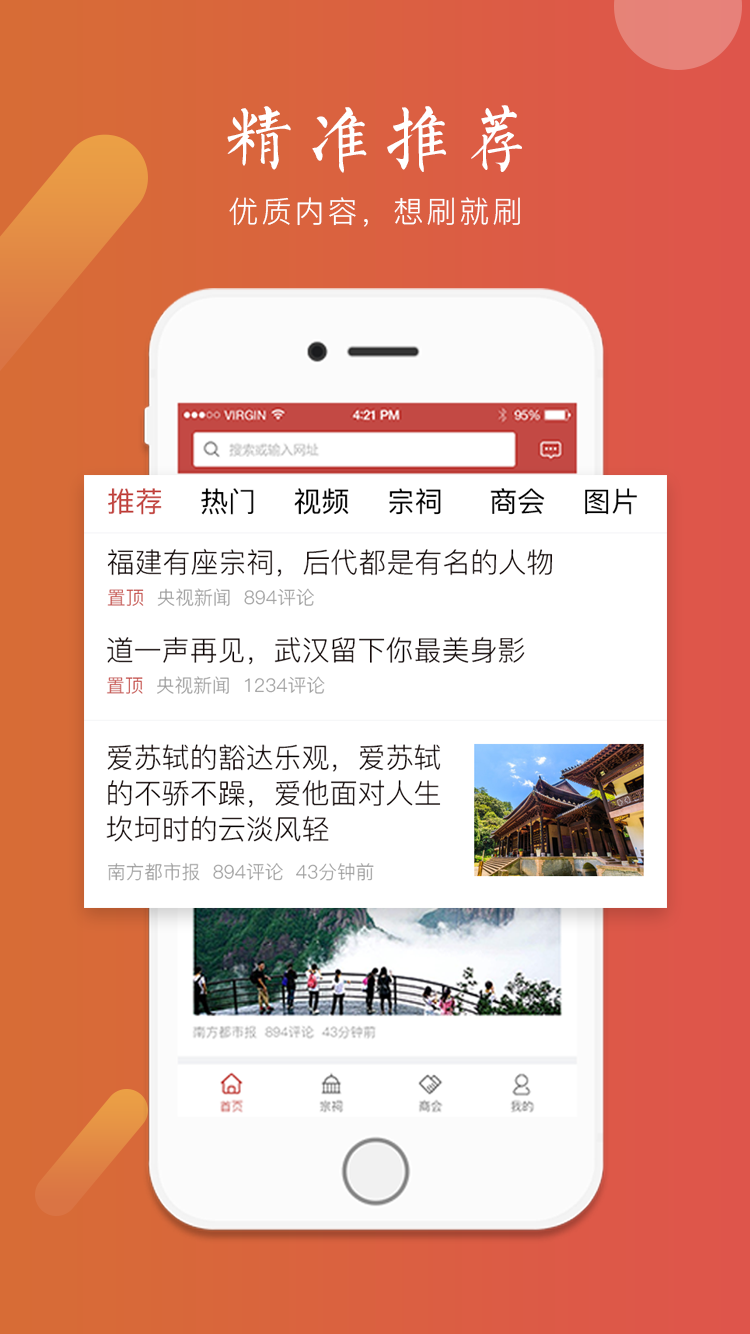 精准推荐
优质内容，想刷就刷
VIRGIN 4:21 PM 95%
搜索或输入网址
推荐 热门 视频 宗祠 商会 图片
福建有座宗祠，后代都是有名的人物
置顶 央视新闻 894评论
道一声再见，武汉留下你最美身影
置顶 央视新闻 1234评论
爱苏轼的豁达乐观，爱苏轼
的不骄不躁，爱他面对人生
坎坷时的云淡风轻
南方都市报 894评论 43分钟前
南方都市报 894评论 43分钟前
首页 宗祠 商会 我的